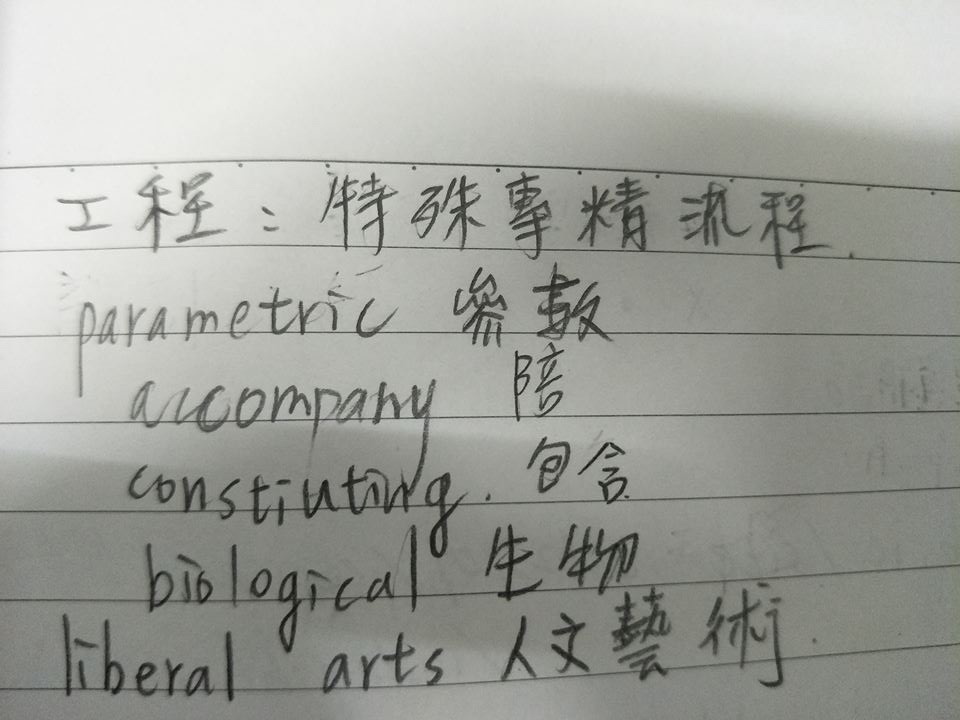 工程：特殊專精流程.
parametric 參數
accompany 陪
constiuting. 包含
biological 生物
liberal arts 人文藝術.